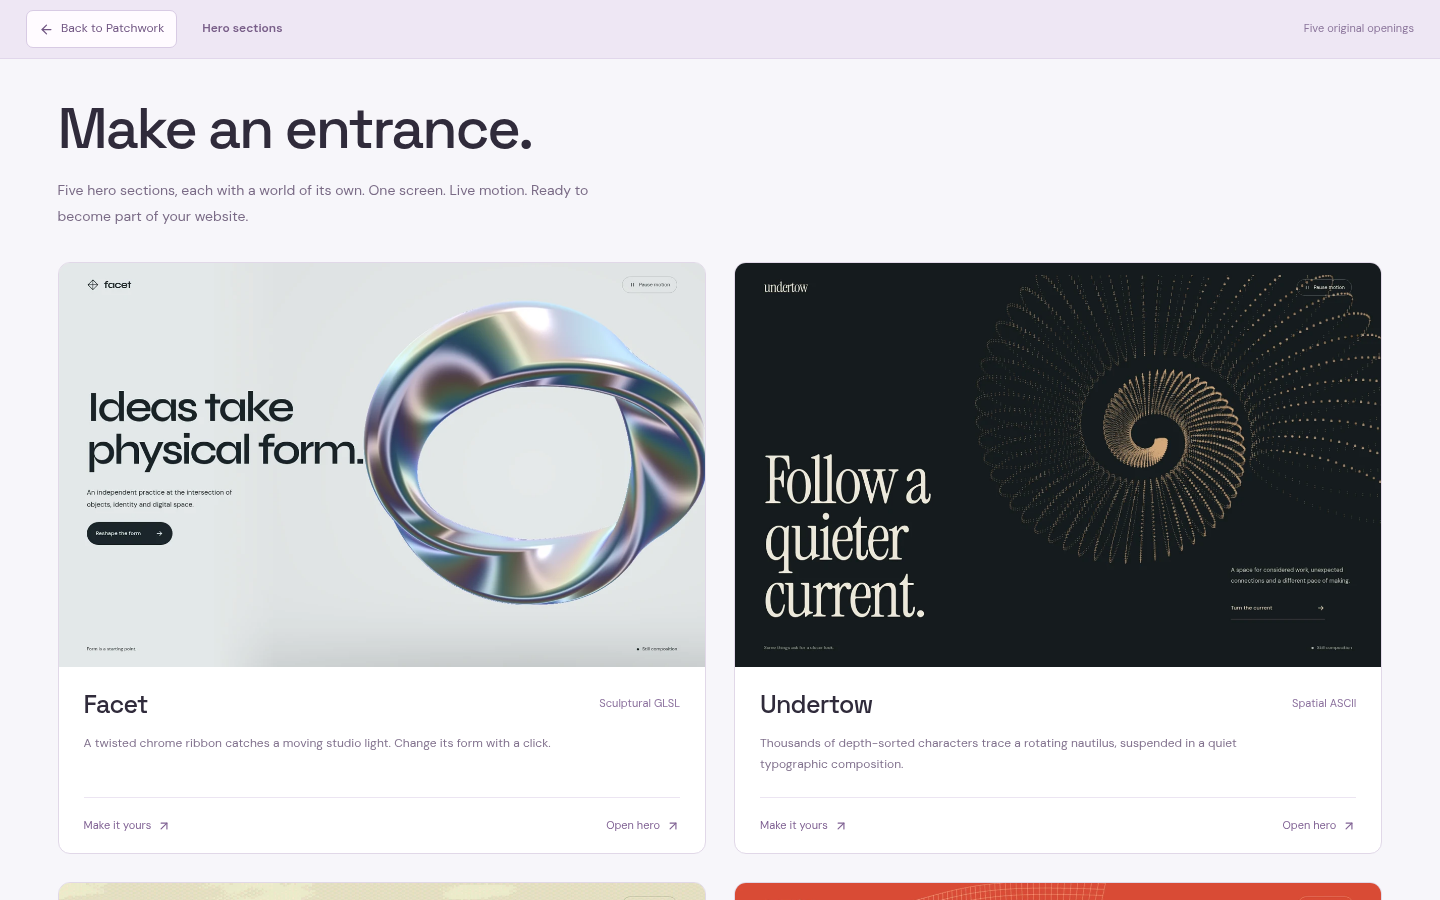 Back to Patchwork
Hero sections
Five original openings
Make an entrance.
Five hero sections, each with a world of its own. One screen. Live motion. Ready to
become part of your website.
facet
Pause motion
Ideas take
physical form.
An independent practice at the intersection of
objects, identity and digital space.
Reshape the form
Form is a starting point.
Still composition
undertow
Pause motion
Follow a
quieter
current.
A space for considered work, unexpected
connections and a different pace of making.
Turn the current
Still composition
Facet
Sculptural GLSL
A twisted chrome ribbon catches a moving studio light. Change its form with a click.
Make it yours
Open hero
Undertow
Spatial ASCII
Thousands of depth-sorted characters trace a rotating nautilus, suspended in a quiet
typographic composition.
Make it yours
Open hero